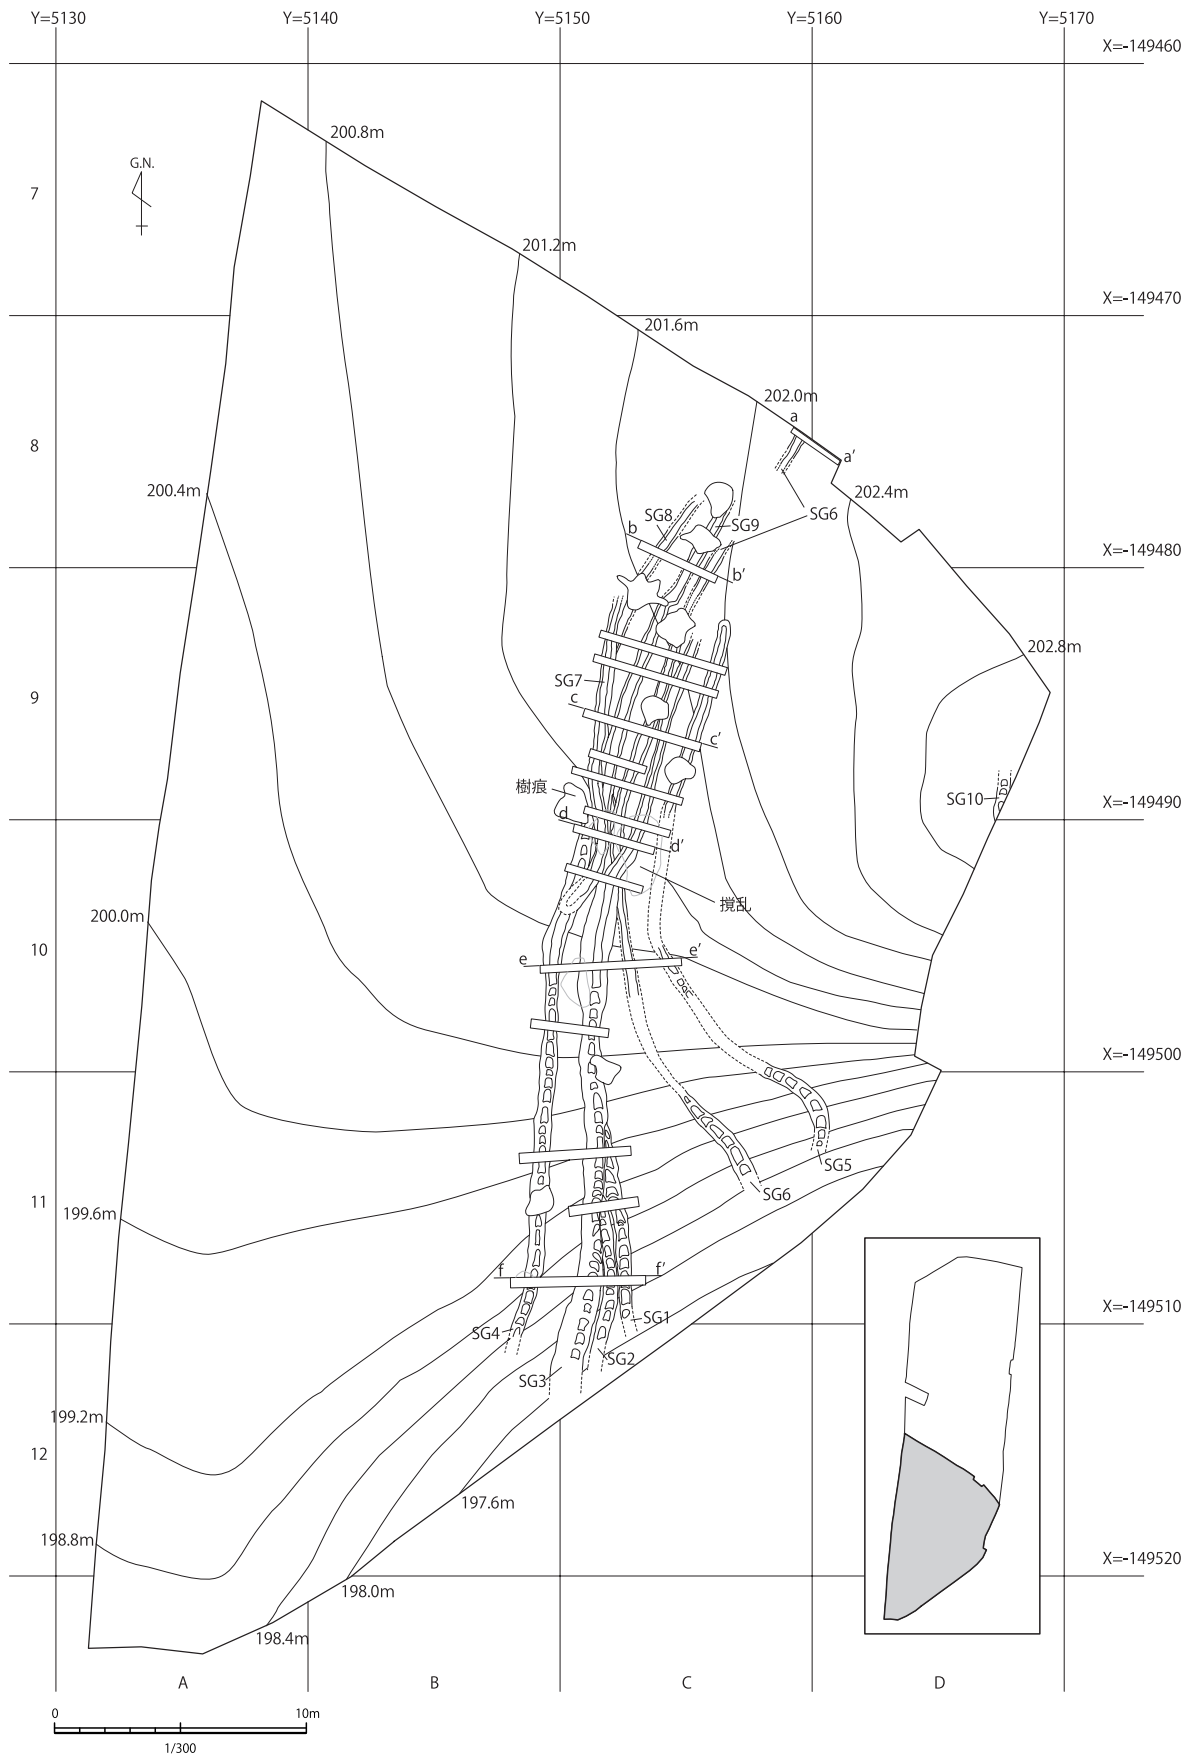 Y=5130
Y=5140
Y=5150
Y=5160
Y=5170
X=-149460
200.8m
G.N.
7
201.2m
X=-149470
201.6m
202.0m
a
8
a'
200.4m
202.4m
SG8
SG6
SG9
b
X=-149480
b'
202.8m
SG7
9
c
c'
樹痕
SG10
X=-149490
d
d'
撹乱
200.0m
10
e
e'
X=-149500
SG5
SG6
11
199.6m
f
f'
X=-149510
SG1
SG4
SG2
SG3
199.2m
12
197.6m
198.8m
X=-149520
198.0m
198.4m
A
B
C
D
0
10m
1/300